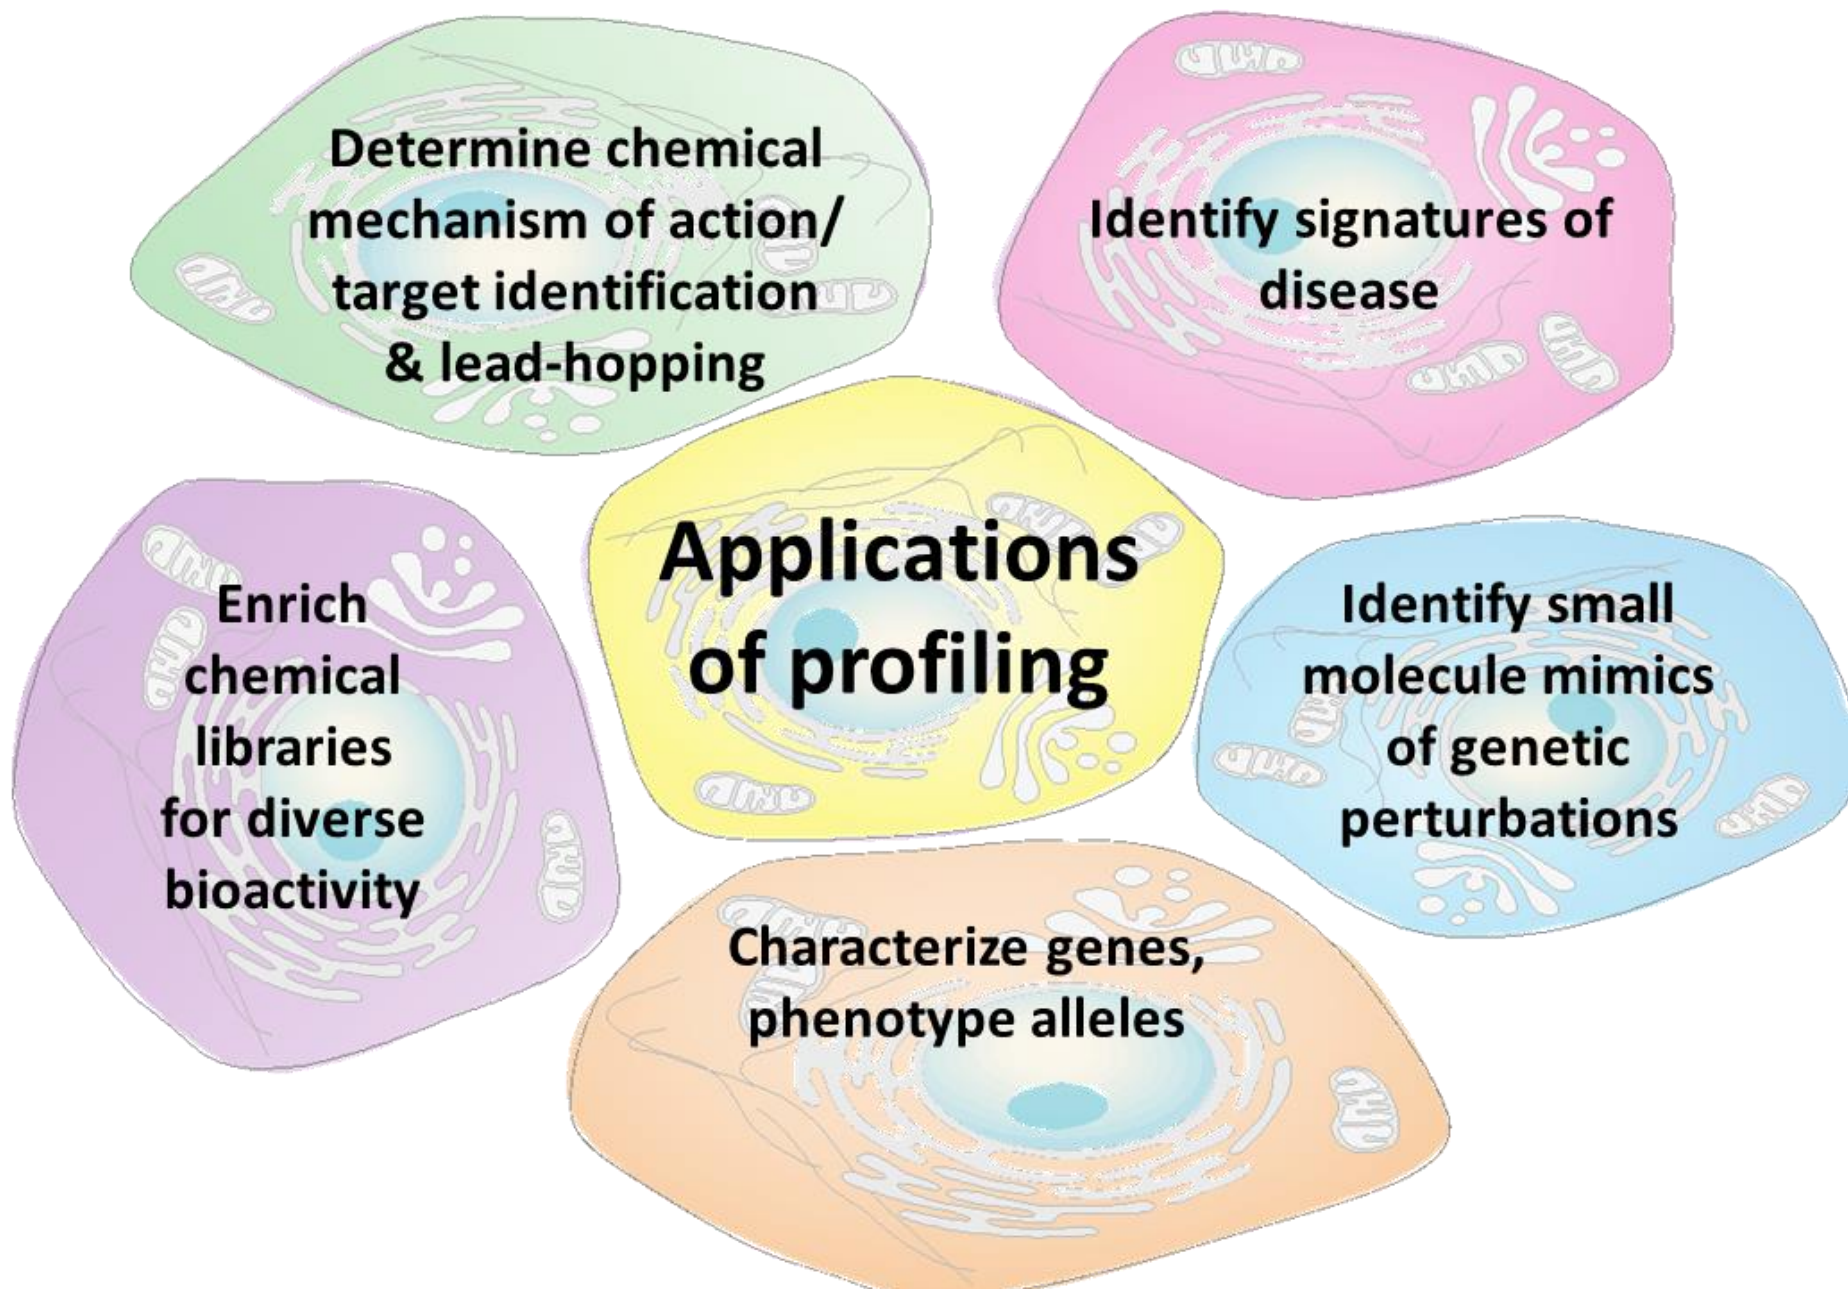 Determine chemical
mechanism of action/
target identification
& lead-hopping
Identify signatures of
disease
Applications
of profiling
Enrich
chemical
libraries
for diverse
bioactivity
Identify small
molecule mimics
of genetic
perturbations
Characterize genes,
phenotype alleles